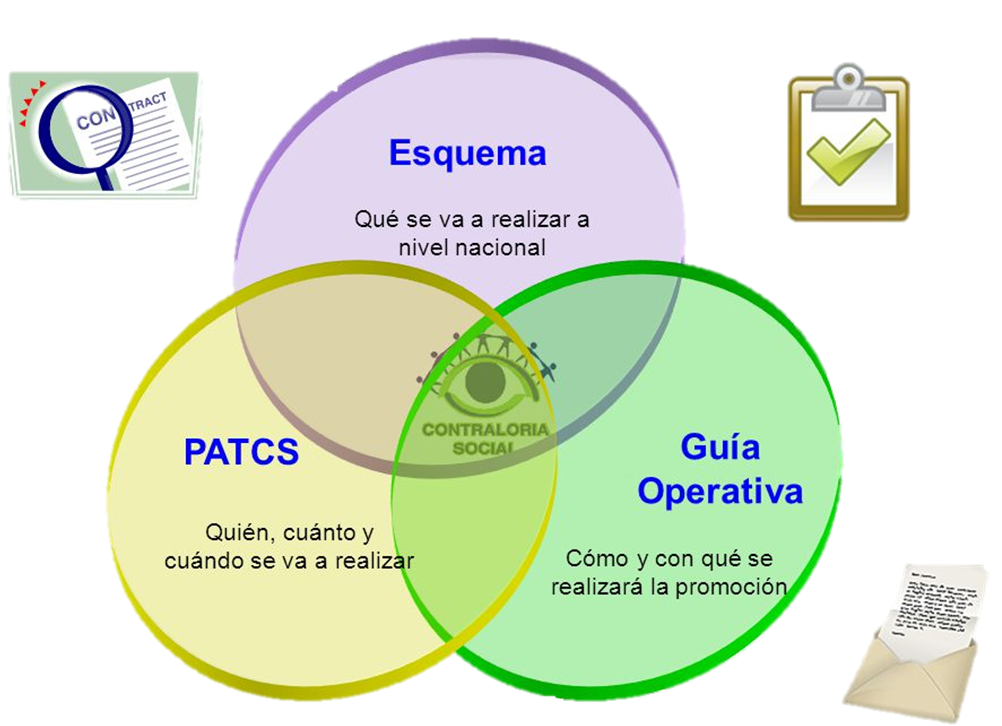 CONTRACT
Esquema
Qué se va a realizar a
nivel nacional
CONTRALORIA
SOCIAL
PATCS
Quién, cuánto y
cuándo se va a realizar
Guía
Operativa
Cómo y con qué se
realizará la promoción